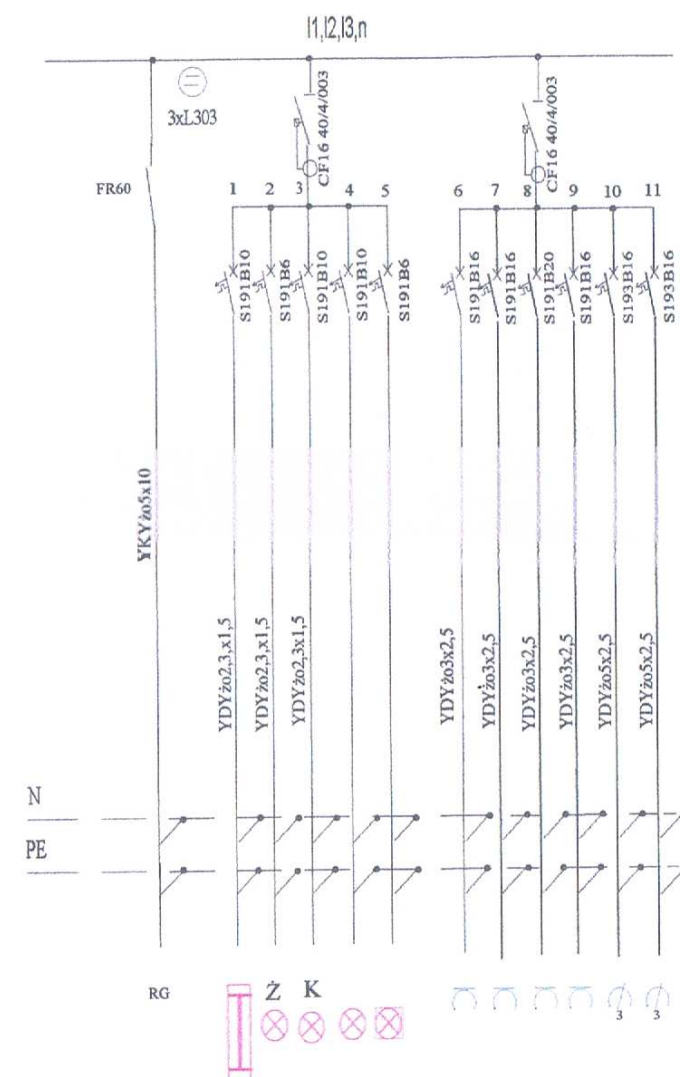 l1,l2,l3,n
3xL303
CF16 40/4/003
CF16 40/4/003
FR60
1 2 3 4 5 6 7 8 9 10 11
S191B10
S191B6
S191B10
S191B10
S191B6
S191B16
S191B16
S191B20
S191B16
S193B16
S193B16
YKYżo5x10
YDYżo2,3,x1,5
YDYżo2,3,x1,5
YDYżo2,3x1,5
YDYżo3x2,5
YDYżo3x2,5
YDYżo3x2,5
YDYżo3x2,5
YDYżo5x2,5
YDYżo5x2,5
N
PE
RG
Ż K
3 3